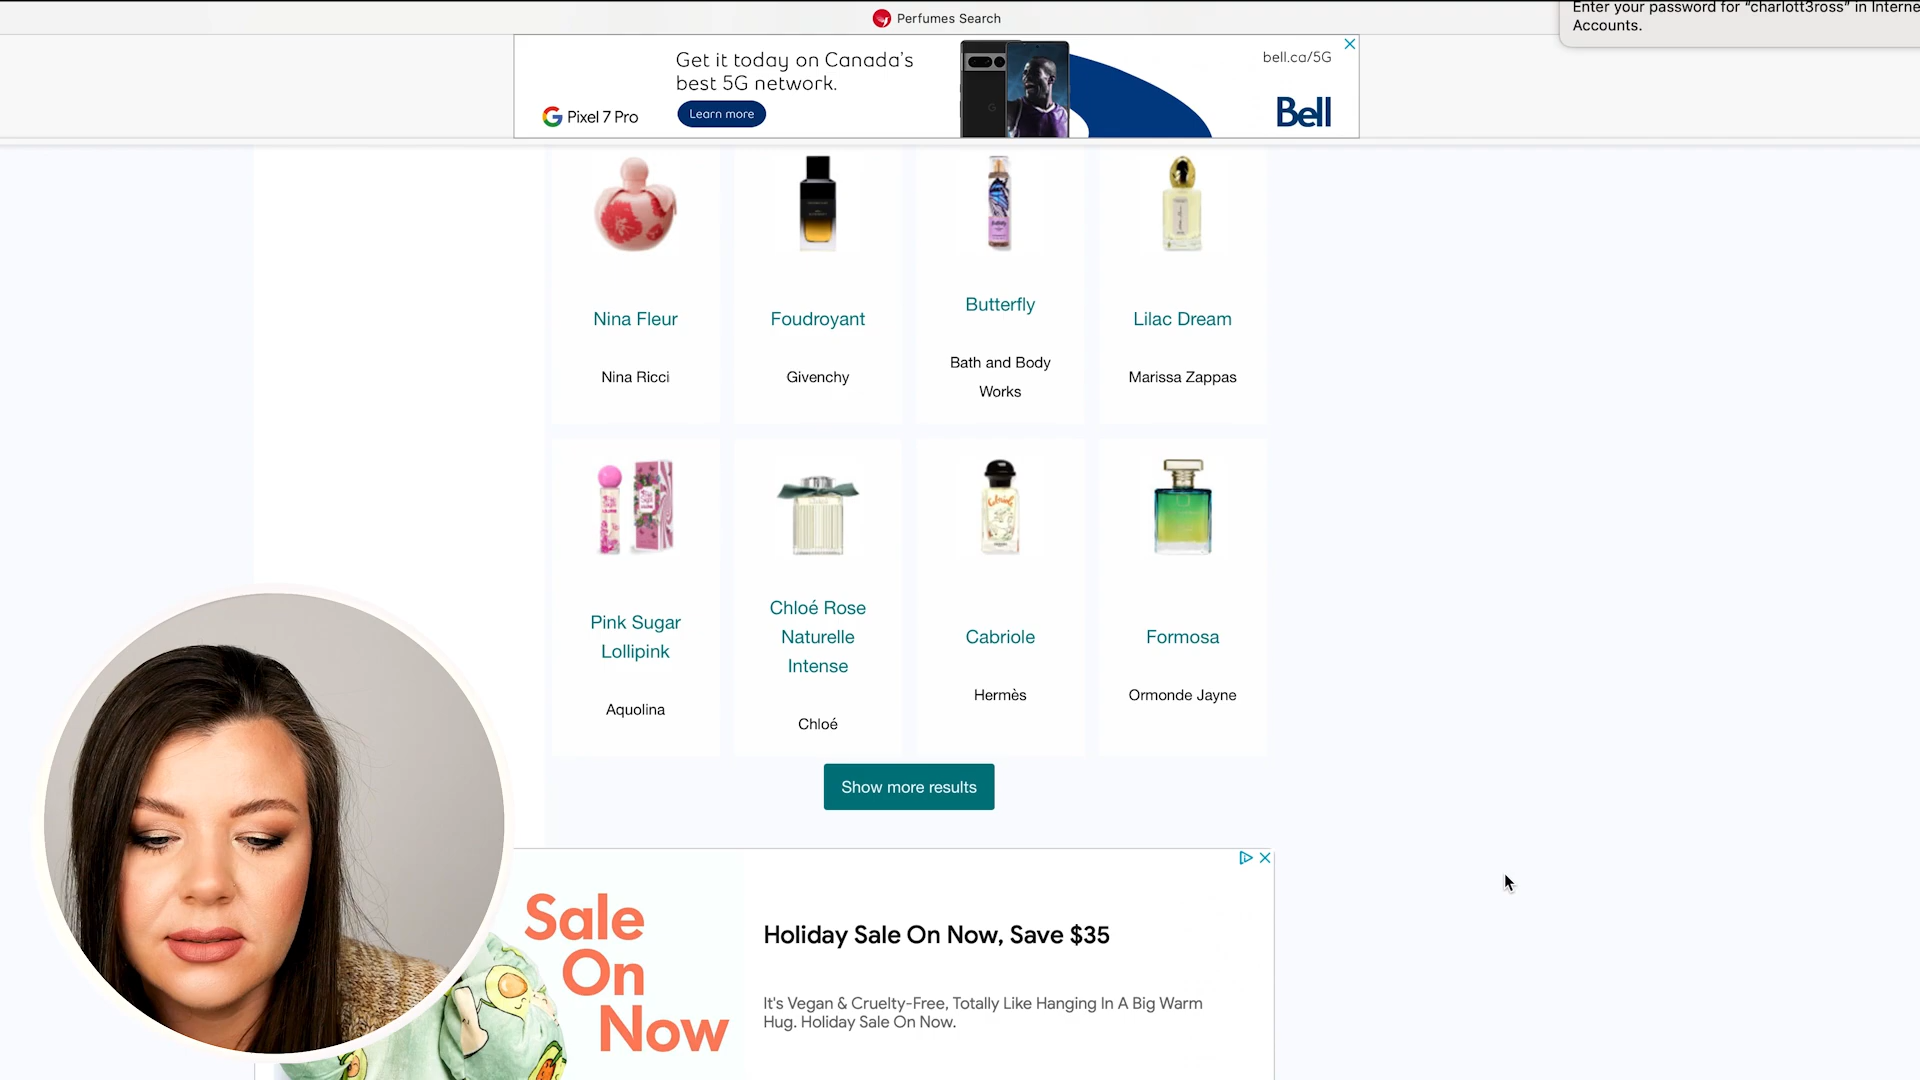 Perfumes Search
Enter your password for “charlott3ross” in Interne
Accounts.
Get it today on Canada’s
best 5G network.
Learn more
G Pixel 7 Pro
bell.ca/5G
Bell
Nina Fleur
Nina Ricci
Foudroyant
Givenchy
Butterfly
Bath and Body
Works
Lilac Dream
Marissa Zappas
Pink Sugar
Lollipink
Aquolina
Chloé Rose
Naturelle
Intense
Chloé
Cabriole
Hermès
Formosa
Ormonde Jayne
Show more results
Sale
On
Now
Holiday Sale On Now, Save $35
It's Vegan & Cruelty-Free, Totally Like Hanging In A Big Warm
Hug. Holiday Sale On Now.